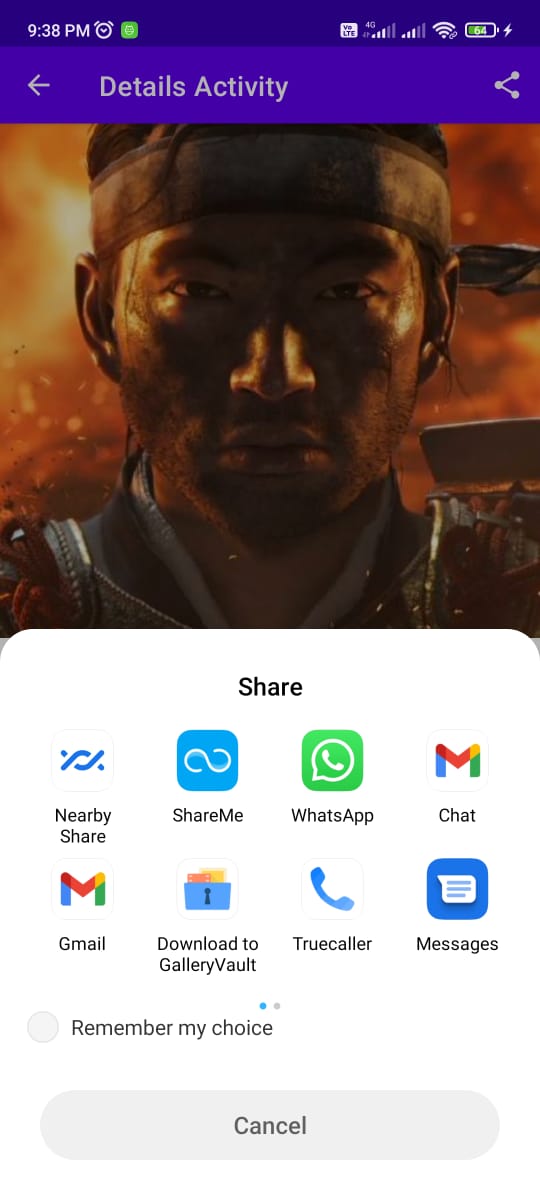 9:38 PM
Vo LTE
4G
64
Details Activity
Share
Nearby Share
ShareMe
WhatsApp
Chat
Gmail
Download to GalleryVault
Truecaller
Messages
Remember my choice
Cancel